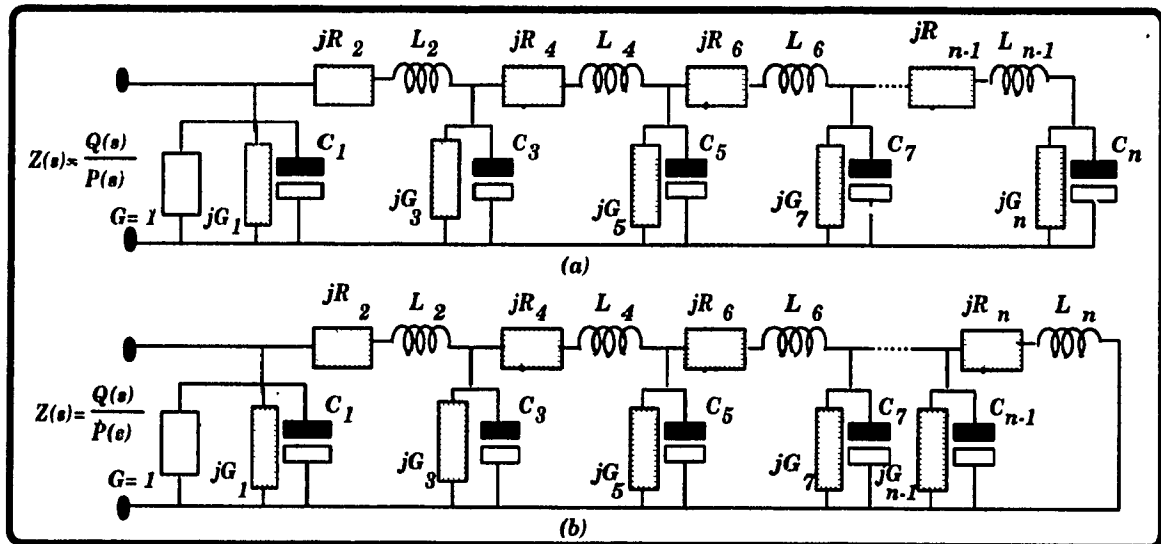 jR 2 L 2 jR 4 L 4 jR 6 L 6 jR n-1 L n-1
Z(s)= Q(s) / P(s) C 1 C 3 C 5 C 7 C n
G= 1 jG 1 jG 3 jG 5 jG 7 jG n
(a)
jR 2 L 2 jR 4 L 4 jR 6 L 6 jR n L n
Z(s)= Q(s) / P(s) C 1 C 3 C 5 C 7 C n-1
G= 1 jG 1 jG 3 jG 5 jG 7 jG n-1
(b)